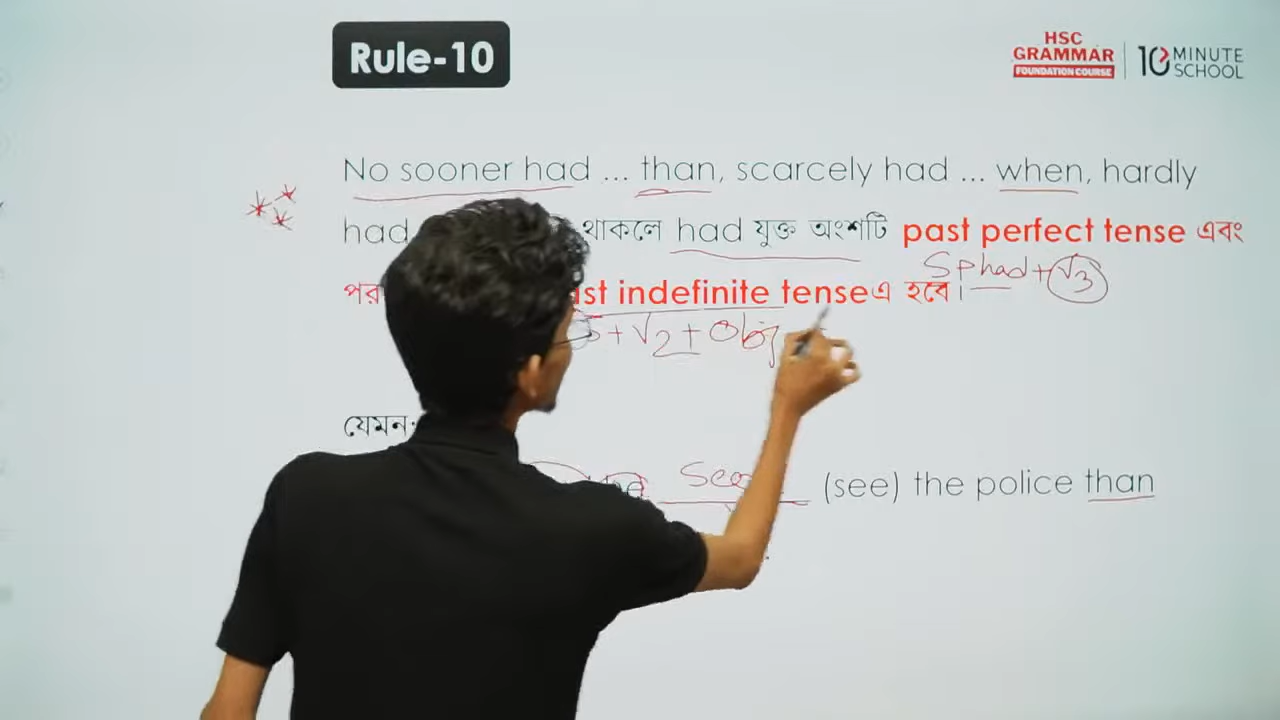 Rule-10
HSC
GRAMMAR
FOUNDATION COURSE
10 MINUTE
SCHOOL
No sooner had ... than, scarcely had ... when, hardly
had থাকলে had যুক্ত অংশটি past perfect tense এবং
S had + V3
পর st indefinite tenseএ হবে।
S + V2 + Obj
যেমন:
see (see) the police than